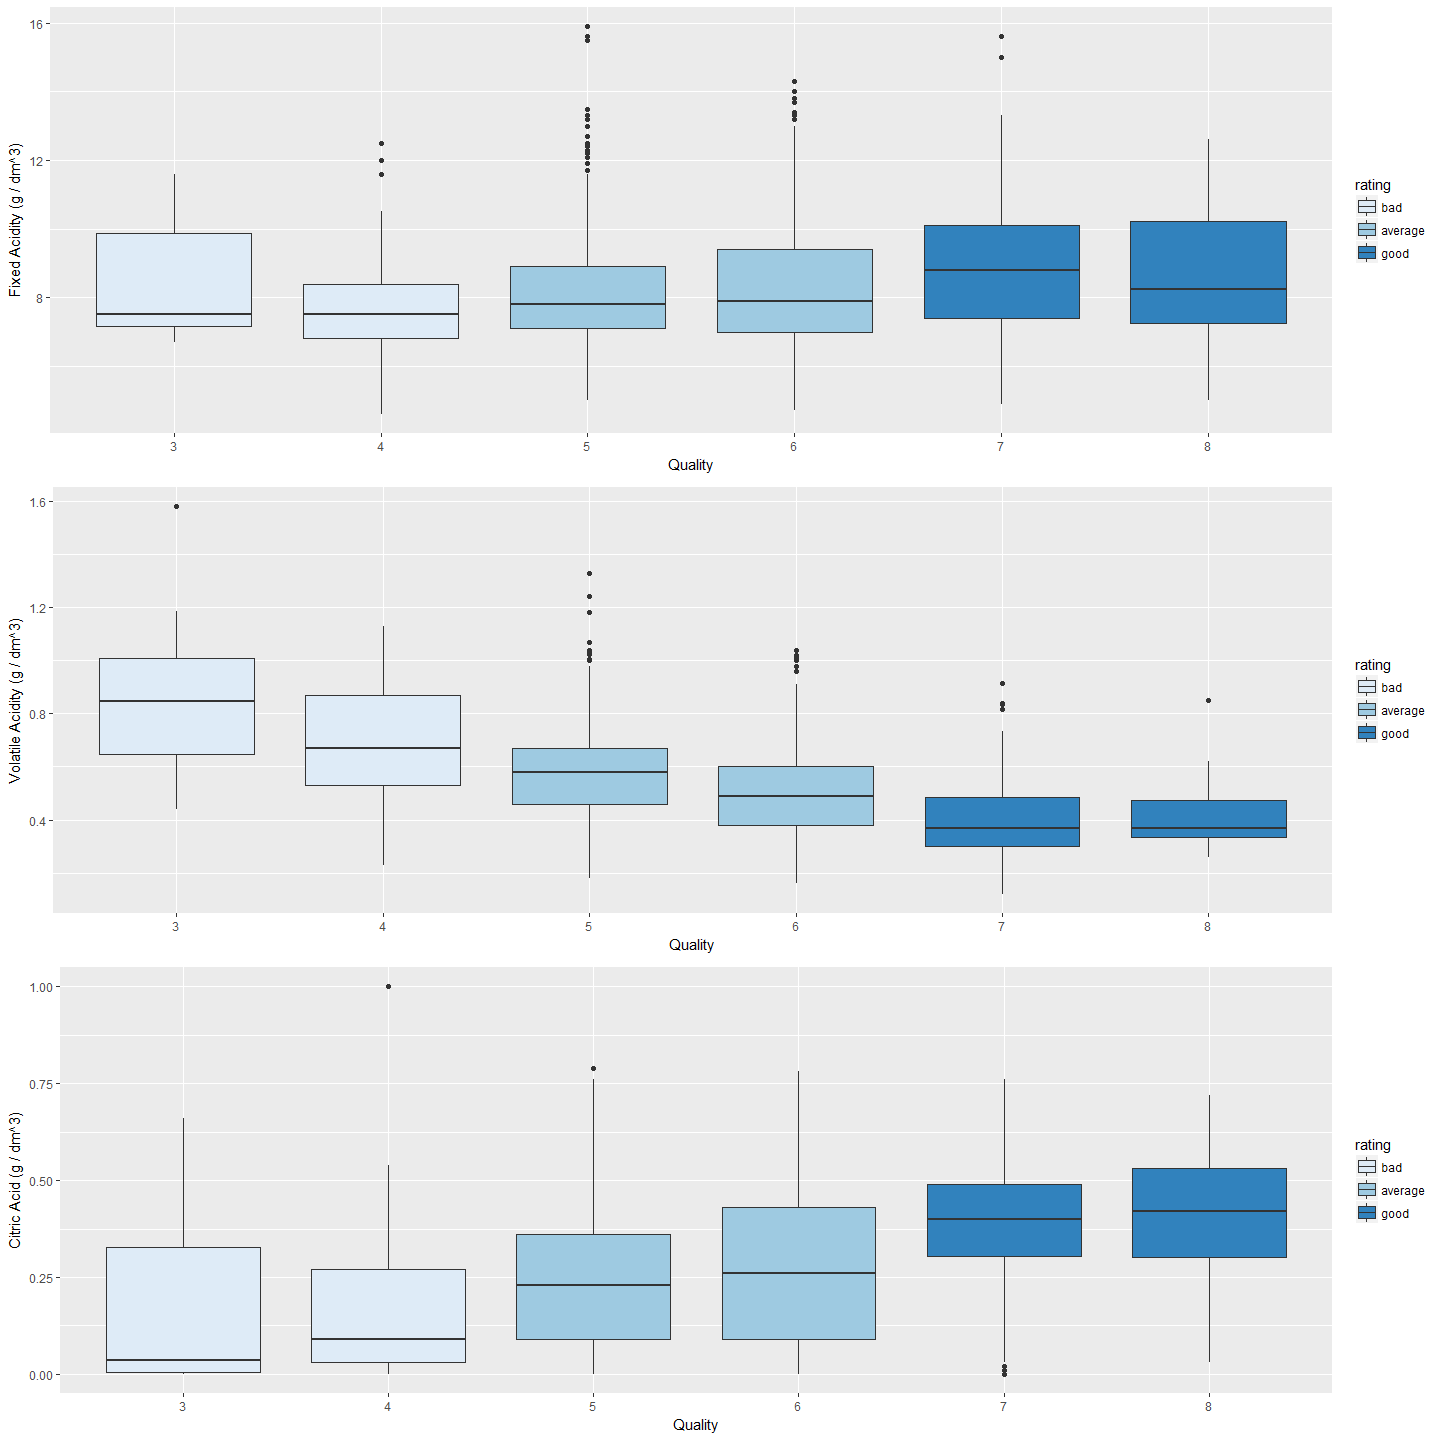 Fixed Acidity (g / dm^3)
16
12
8
3 4 5 6 7 8
Quality
rating
bad
average
good
Volatile Acidity (g / dm^3)
1.6
1.2
0.8
0.4
3 4 5 6 7 8
Quality
rating
bad
average
good
Citric Acid (g / dm^3)
1.00
0.75
0.50
0.25
0.00
3 4 5 6 7 8
Quality
rating
bad
average
good